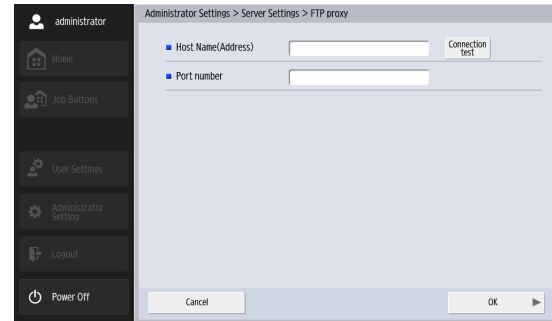 administrator
Home
Job Buttons
User Settings
Administrator
Setting
Logout
Power Off
Administrator Settings > Server Settings > FTP proxy
Host Name(Address)
Connection
test
Port number
Cancel
OK